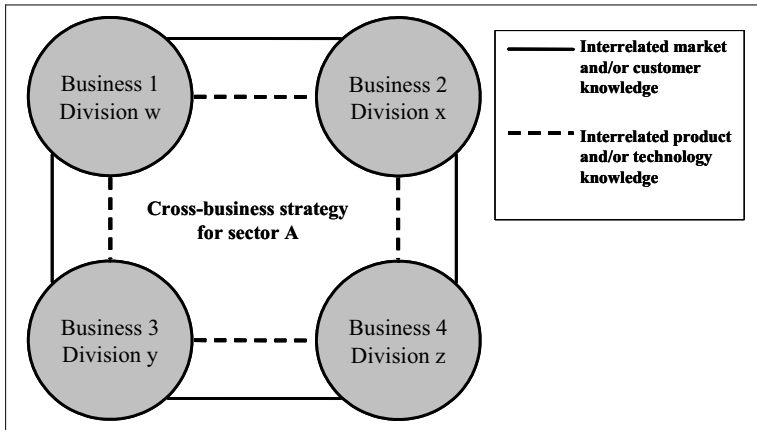 Business 1
Division w
Business 2
Division x
Interrelated market
and/or customer
knowledge
Interrelated product
and/or technology
knowledge
Cross-business strategy
for sector A
Business 3
Division y
Business 4
Division z